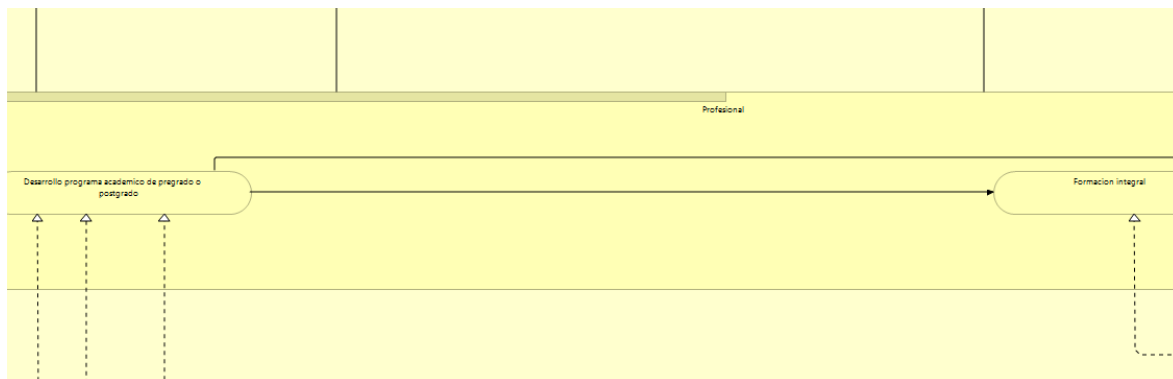 Profesional
Desarrollo programa academico de pregrado o
postgrado
Formacion integral